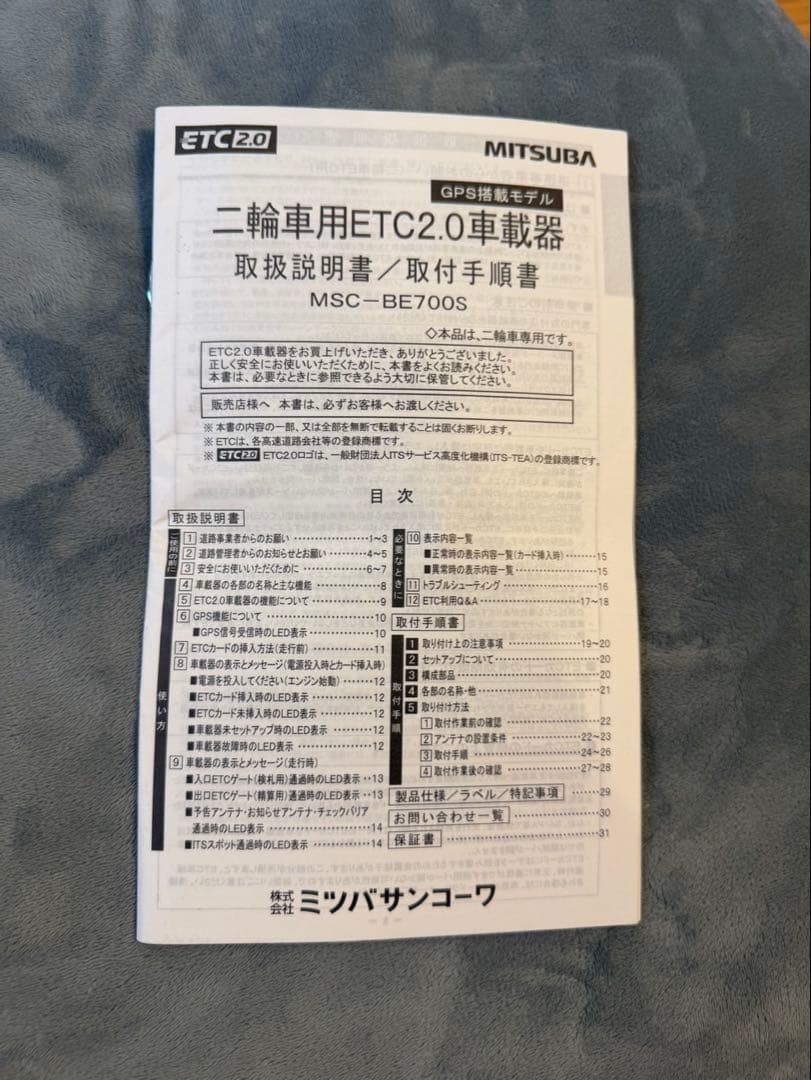 ETC2.0
MITSUBA
GPS搭載モデル
二輪車用ETC2.0車載器
取扱説明書／取付手順書
MSC－BE700S
◇本品は、二輪車専用です。
ETC2.0車載器をお買上げいただき、ありがとうございました。
正しく安全にお使いいただくために、本書をよくお読みください。
本書は、必要なときに参照できるよう大切に保管してください。
販売店様へ 本書は、必ずお客様へお渡しください。
※ 本書の内容の一部、又は全部を無断で転載することは固くお断りします。
※ ETCは、各高速道路会社等の登録商標です。
※ ETC2.0 ETC2.0ロゴは、一般財団法人ITSサービス高度化機構（ITS-TEA）の登録商標です。
目 次
取扱説明書
ご使用の前に
1 道路事業者からのお願い ……………1～3
2 道路管理者からのお知らせとお願い ………4～5
3 安全にお使いいただくために …………6～7
使い方
4 車載器の各部の名称と主な機能 ………8
5 ETC2.0車載器の機能について …………9
6 GPS機能について ……………………10
■GPS信号受信時のLED表示 …………10
7 ETCカードの挿入方法（走行前） ………11
8 車載器の表示とメッセージ（電源投入時とカード挿入時）
■電源を投入してください（エンジン始動） ……12
■ETCカード挿入時のLED表示 …………12
■ETCカード未挿入時のLED表示 ………12
■車載器未セットアップ時のLED表示 ……12
■車載器故障時のLED表示 ……………12
9 車載器の表示とメッセージ（走行時）
■入口ETCゲート（検札用）通過時のLED表示 ‥13
■出口ETCゲート（精算用）通過時のLED表示 ‥13
■予告アンテナ・お知らせアンテナ・チェックバリア
通過時のLED表示 ……………………14
■ITSスポット通過時のLED表示 …………14
必要なときに
10 表示内容一覧
■正常時の表示内容一覧（カード挿入時） ……15
■異常時の表示内容一覧 ……………15
11 トラブルシューティング ………………16
12 ETC利用Q＆A ……………………17～18
取付手順書
取付手順
1 取り付け上の注意事項 ……………19～20
2 セットアップについて …………………20
3 構成部品 ……………………………20
4 各部の名称・他 ………………………21
5 取り付け方法
1 取付作業前の確認 …………………22
2 アンテナの設置条件 ……………22～23
3 取付手順 …………………………24～26
4 取付作業後の確認 ………………27～28
製品仕様／ラベル／特記事項 ……29
お問い合わせ一覧 ………………………30
保証書 ……………………………………31
株式会社 ミツバサンコーワ